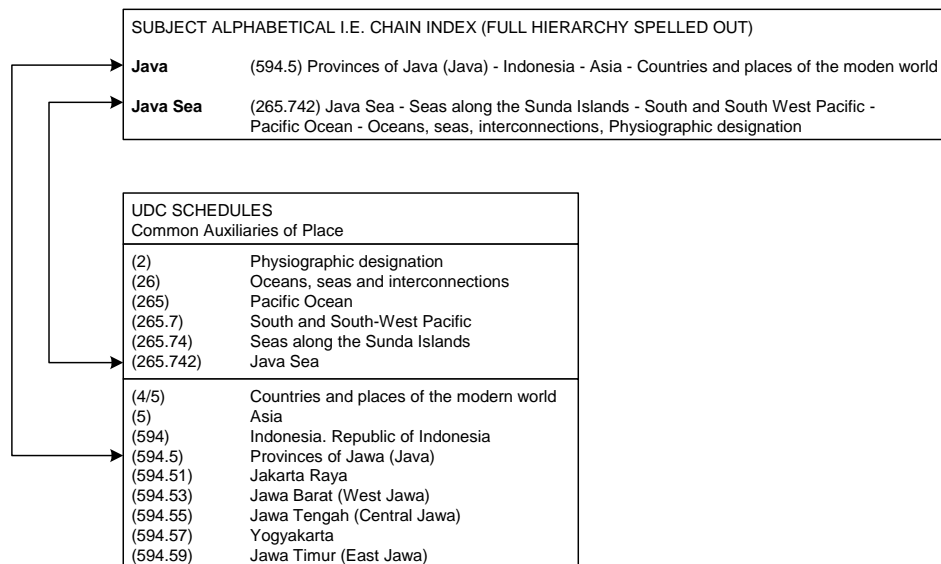 SUBJECT ALPHABETICAL I.E. CHAIN INDEX (FULL HIERARCHY SPELLED OUT)
Java (594.5) Provinces of Java (Java) - Indonesia - Asia - Countries and places of the moden world
Java Sea (265.742) Java Sea - Seas along the Sunda Islands - South and South West Pacific -
Pacific Ocean - Oceans, seas, interconnections, Physiographic designation
UDC SCHEDULES
Common Auxiliaries of Place
(2) Physiographic designation
(26) Oceans, seas and interconnections
(265) Pacific Ocean
(265.7) South and South-West Pacific
(265.74) Seas along the Sunda Islands
(265.742) Java Sea
(4/5) Countries and places of the modern world
(5) Asia
(594) Indonesia. Republic of Indonesia
(594.5) Provinces of Jawa (Java)
(594.51) Jakarta Raya
(594.53) Jawa Barat (West Jawa)
(594.55) Jawa Tengah (Central Jawa)
(594.57) Yogyakarta
(594.59) Jawa Timur (East Jawa)